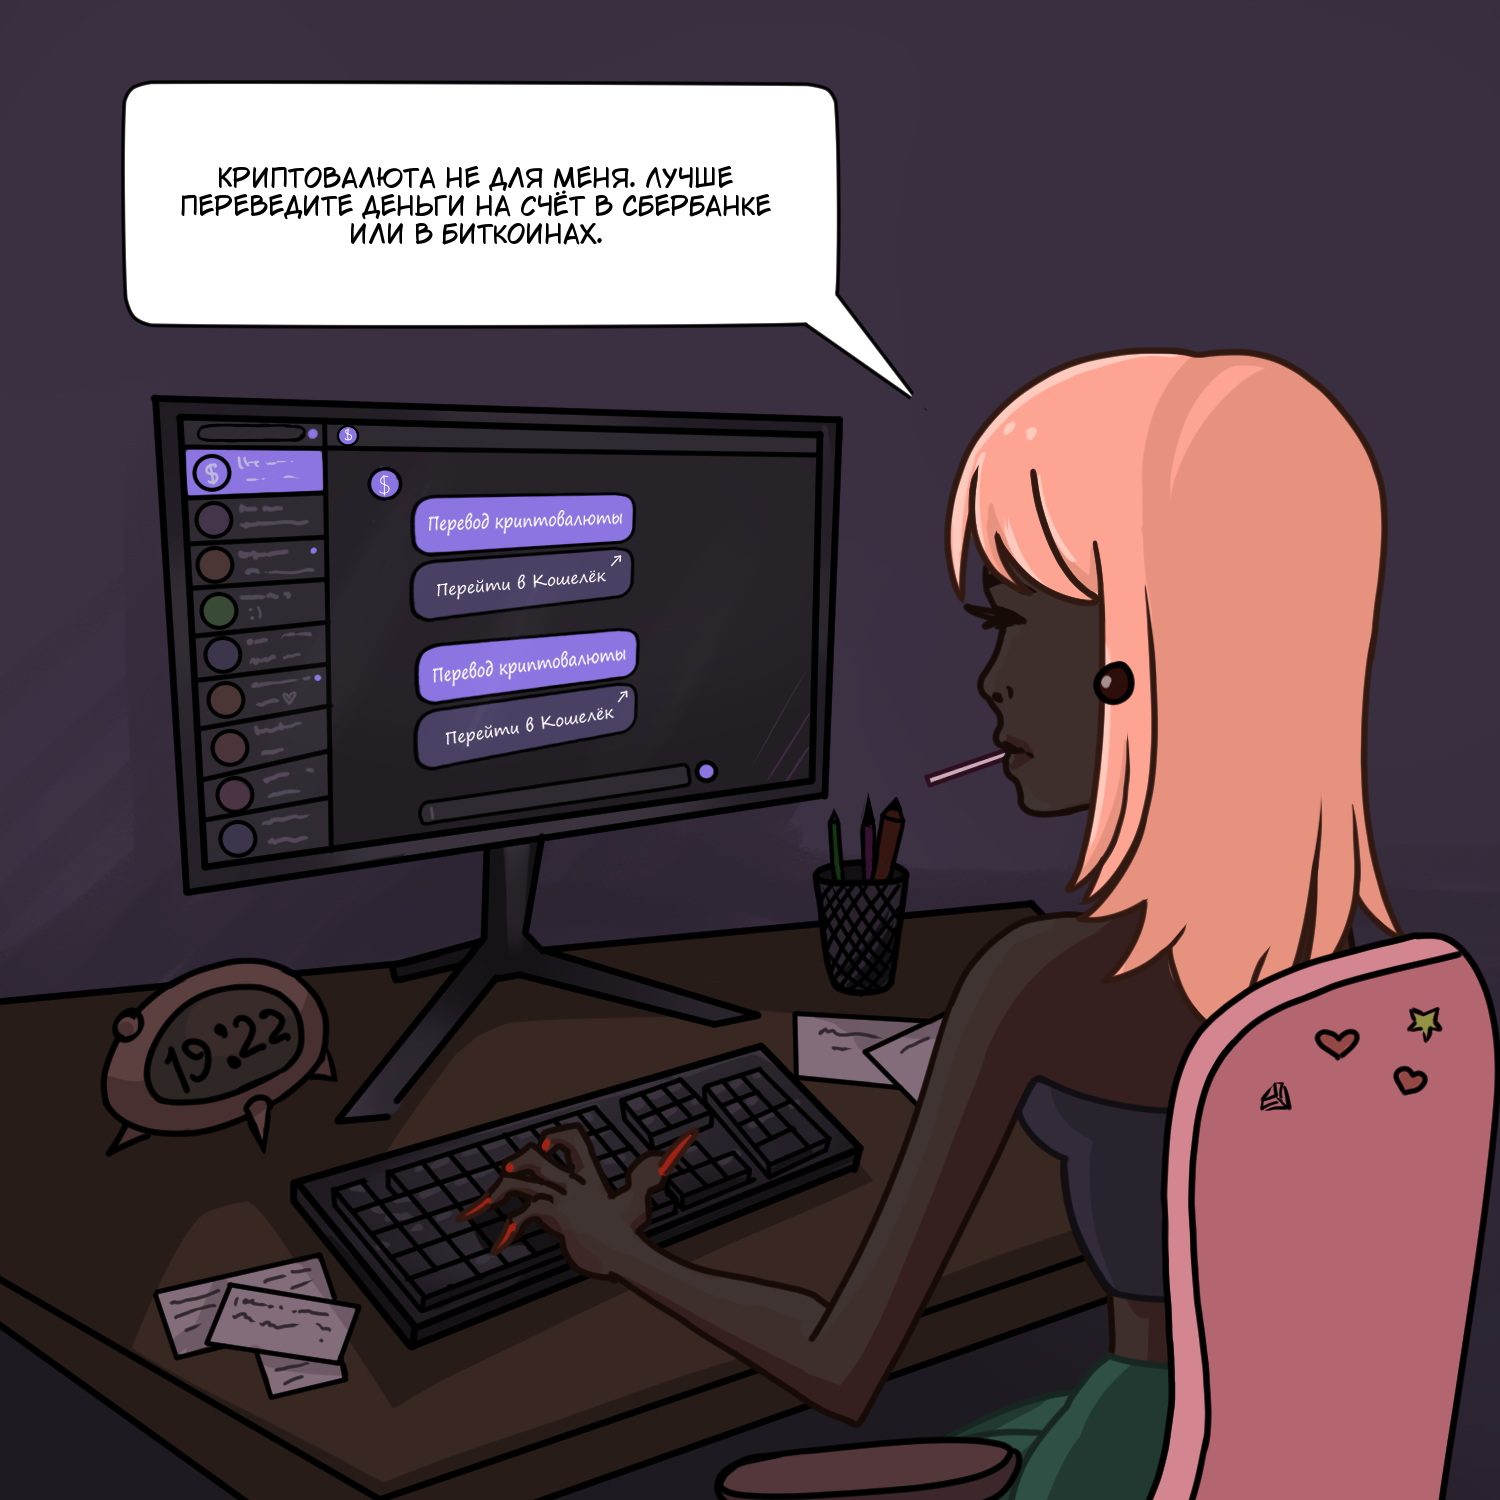 КРИПТОВАЛЮТА НЕ ДЛЯ МЕНЯ. ЛУЧШЕ
ПЕРЕВЕДИТЕ ДЕНЬГИ НА СЧЁТ В СБЕРБАНКЕ
ИЛИ В БИТКОИНАХ.
$
$
$
Перевод криптовалюты
Перейти в Кошелёк
Перевод криптовалюты
Перейти в Кошелёк
:)
19:22